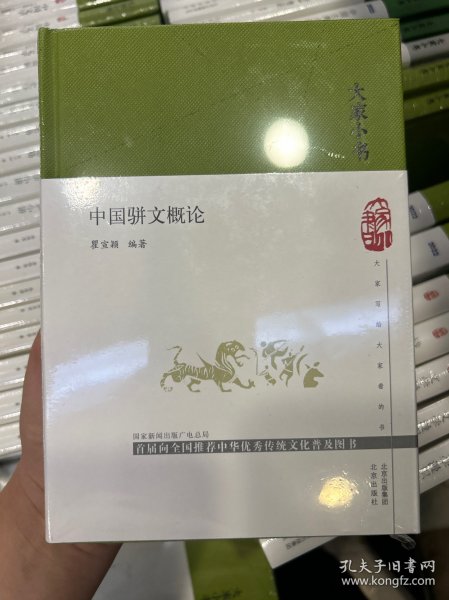 大家小书
中国骈文概论
瞿宣颖 编著
大家写给大家看的书
国家新闻出版广电总局
首届向全国推荐中华优秀传统文化普及图书
北京出版集团
北京出版社
孔夫子旧书网
www.kongfz.com